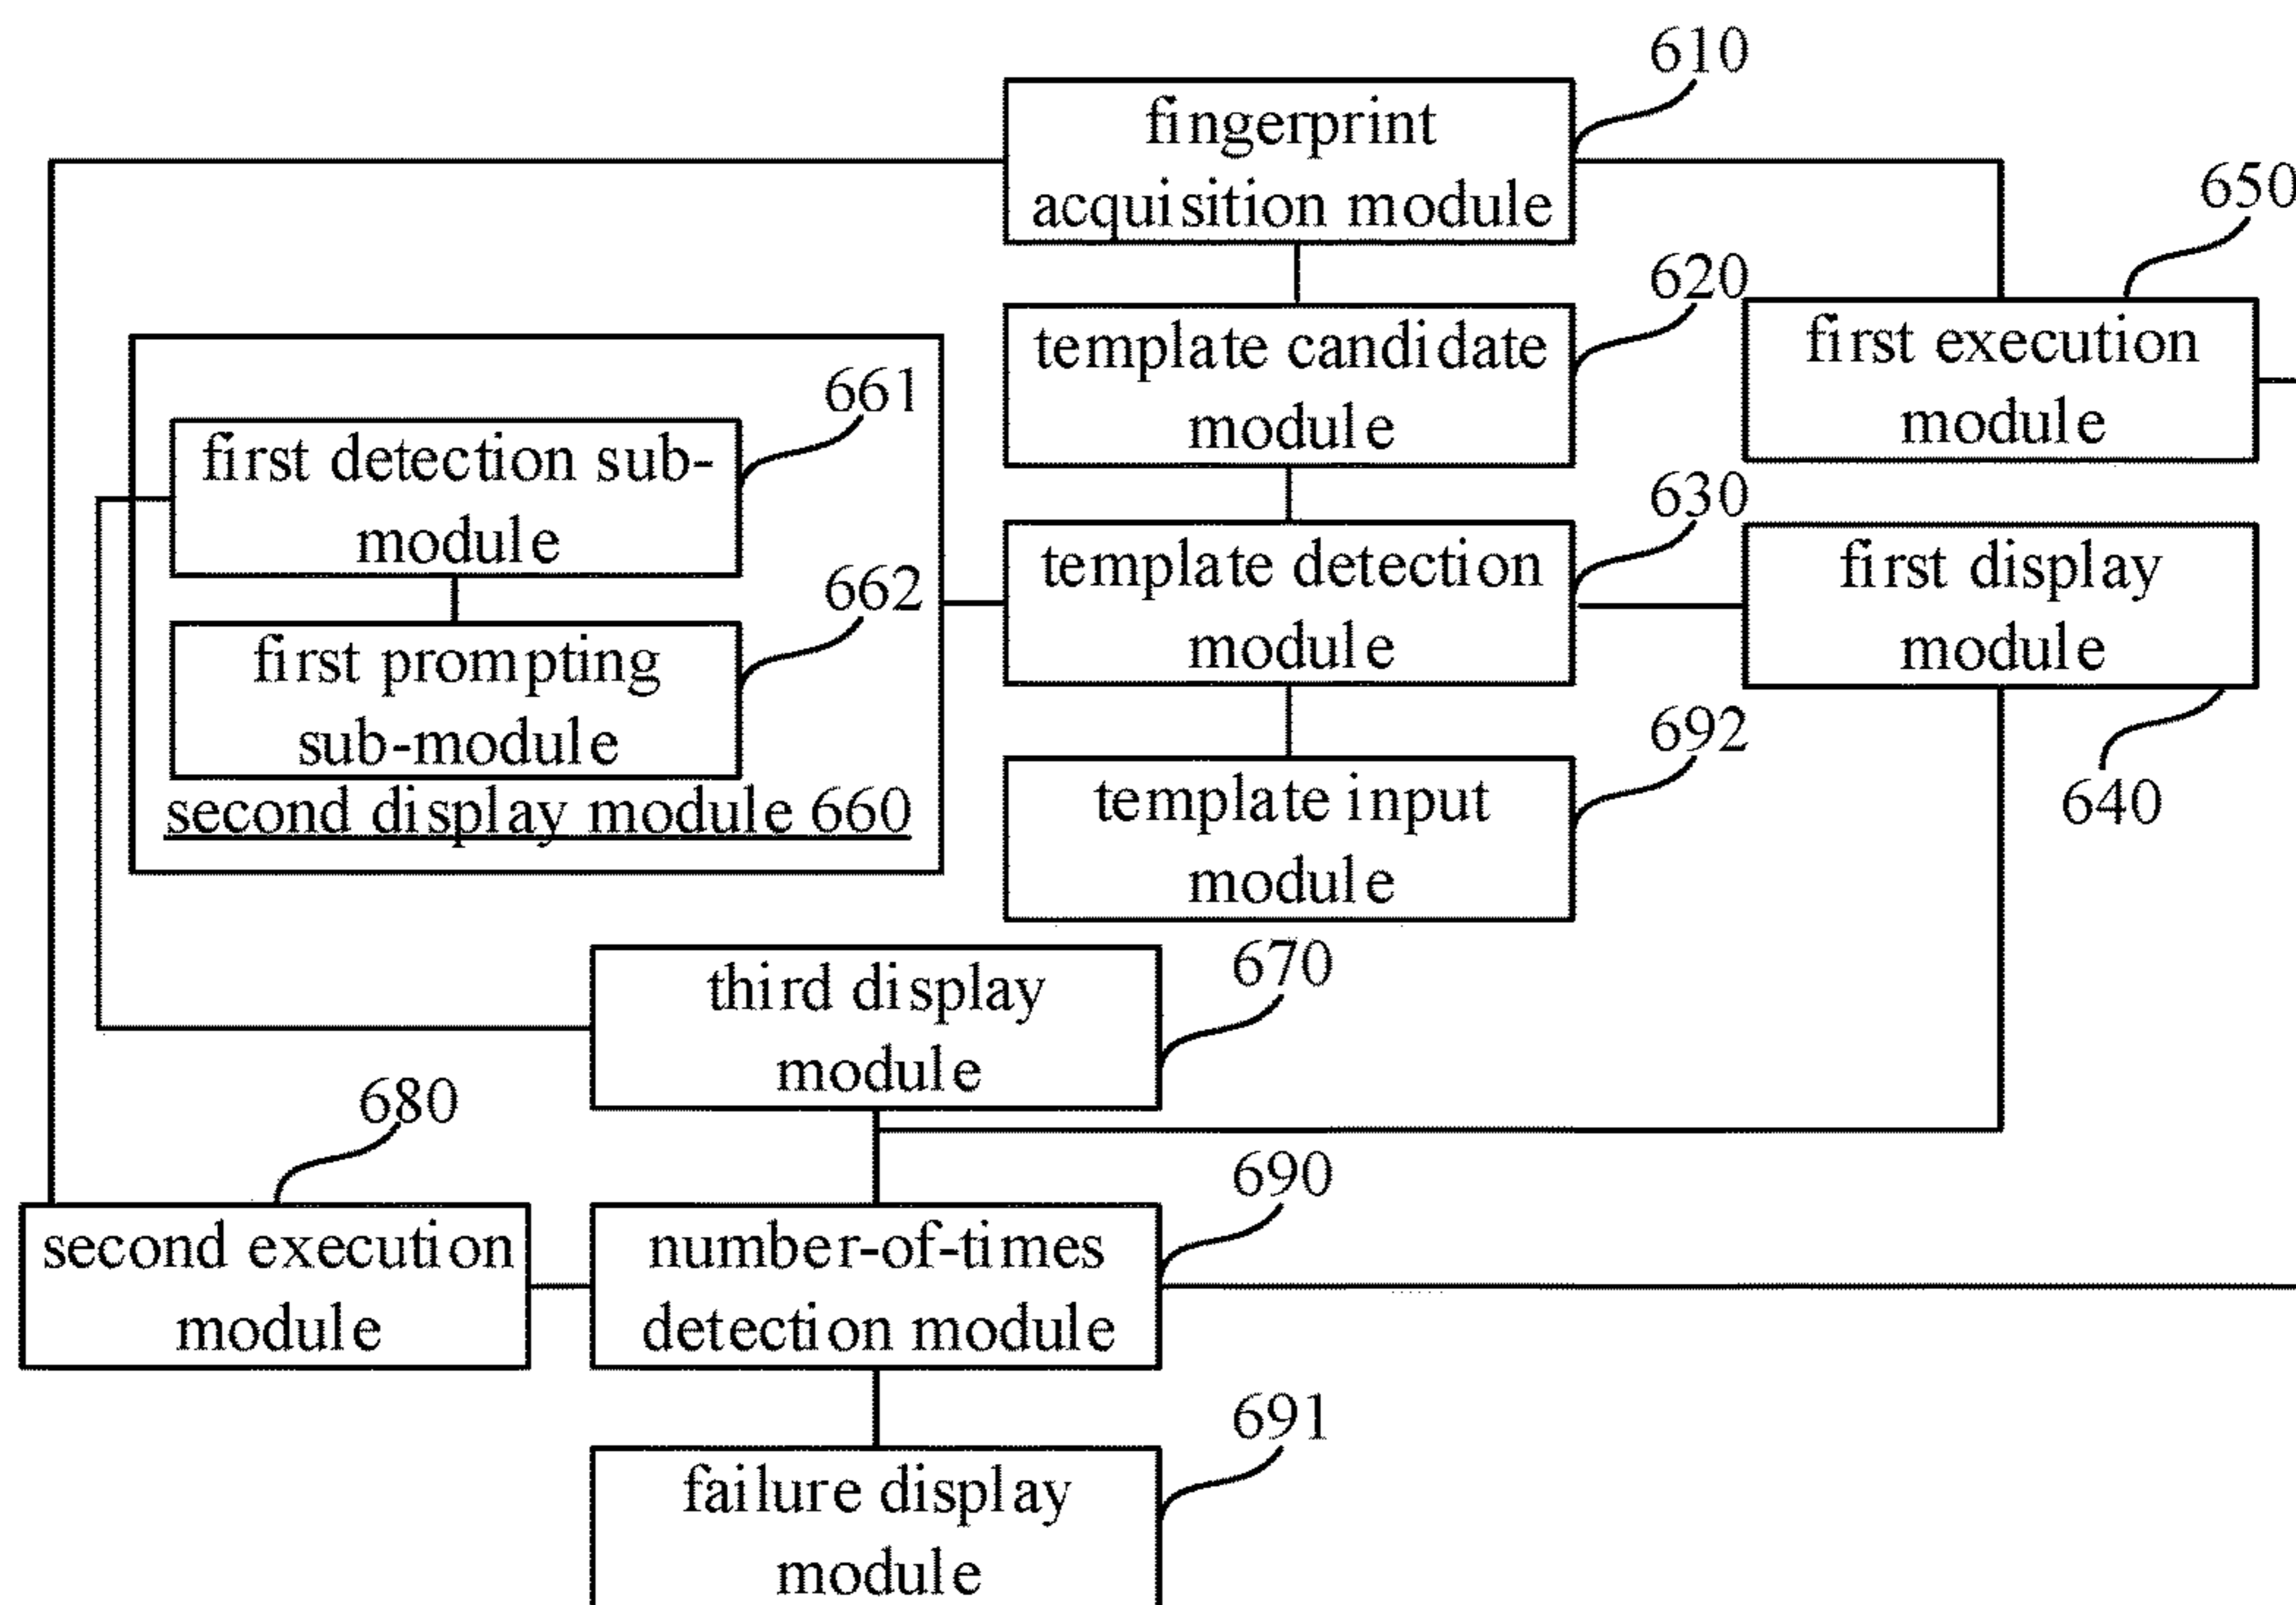 610
fingerprint
acquisition module
650
620
template candidate
module
first execution
module
661
first detection sub-
module
630
template detection
module
first display
module
662
first prompting
sub-module
second display module 660
692
template input
module
640
670
third display
module
680
second execution
module
690
number-of-times
detection module
691
failure display
module